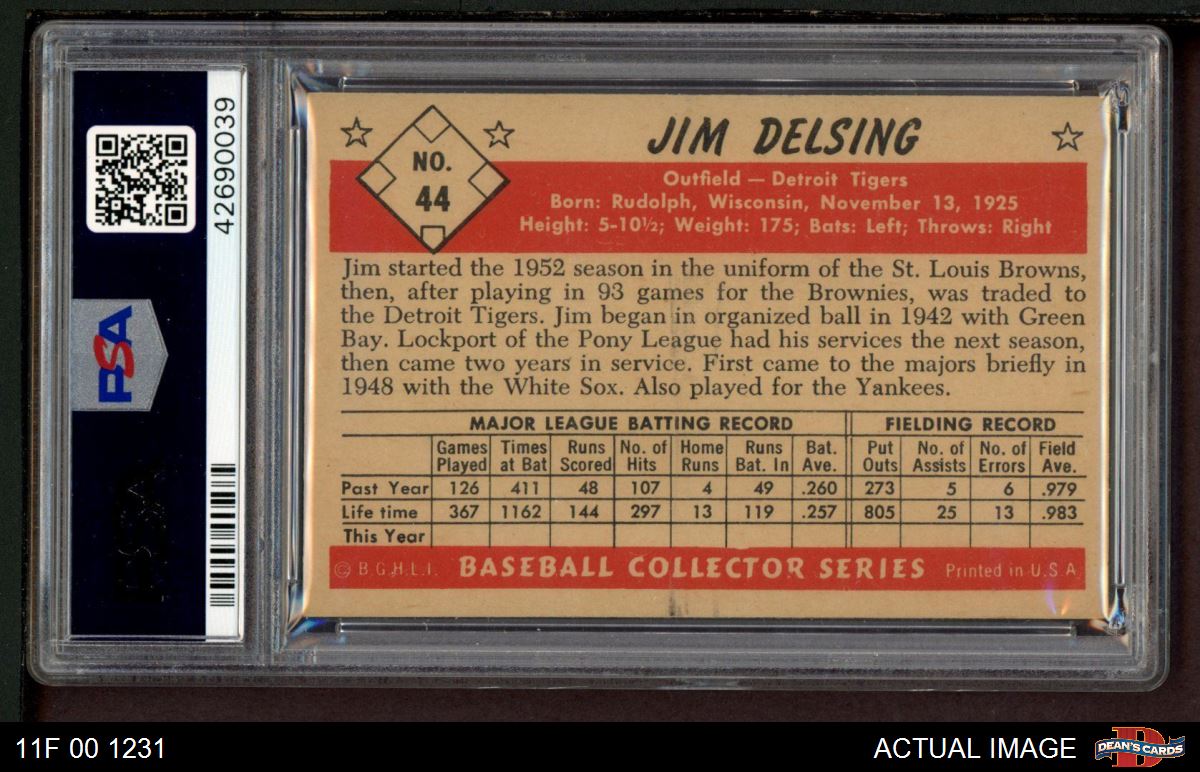 42690039
PSA
NO.
44
JIM DELSING
Outfield — Detroit Tigers
Born: Rudolph, Wisconsin, November 13, 1925
Height: 5-10½; Weight: 175; Bats: Left; Throws: Right
Jim started the 1952 season in the uniform of the St. Louis Browns,
then, after playing in 93 games for the Brownies, was traded to
the Detroit Tigers. Jim began in organized ball in 1942 with Green
Bay. Lockport of the Pony League had his services the next season,
then came two years in service. First came to the majors briefly in
1948 with the White Sox. Also played for the Yankees.
MAJOR LEAGUE BATTING RECORD FIELDING RECORD
Games Times Runs No. of Home Runs Bat. Put No. of No. of Field
Played at Bat Scored Hits Runs Bat. In Ave. Outs Assists Errors Ave.
Past Year 126 411 48 107 4 49 .260 273 5 6 .979
Life time 367 1162 144 297 13 119 .257 805 25 13 .983
This Year
© B.G.H.L.I. BASEBALL COLLECTOR SERIES Printed in U.S.A
11F 00 1231
ACTUAL IMAGE
D
DEAN'S CARDS